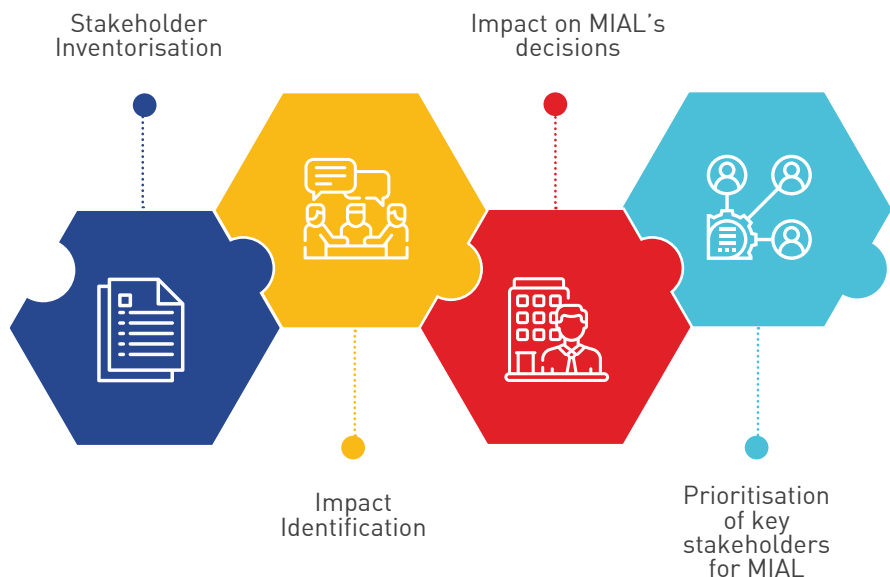 Stakeholder
Inventorisation
Impact on MIAL’s
decisions
Impact
Identification
Prioritisation
of key
stakeholders
for MIAL